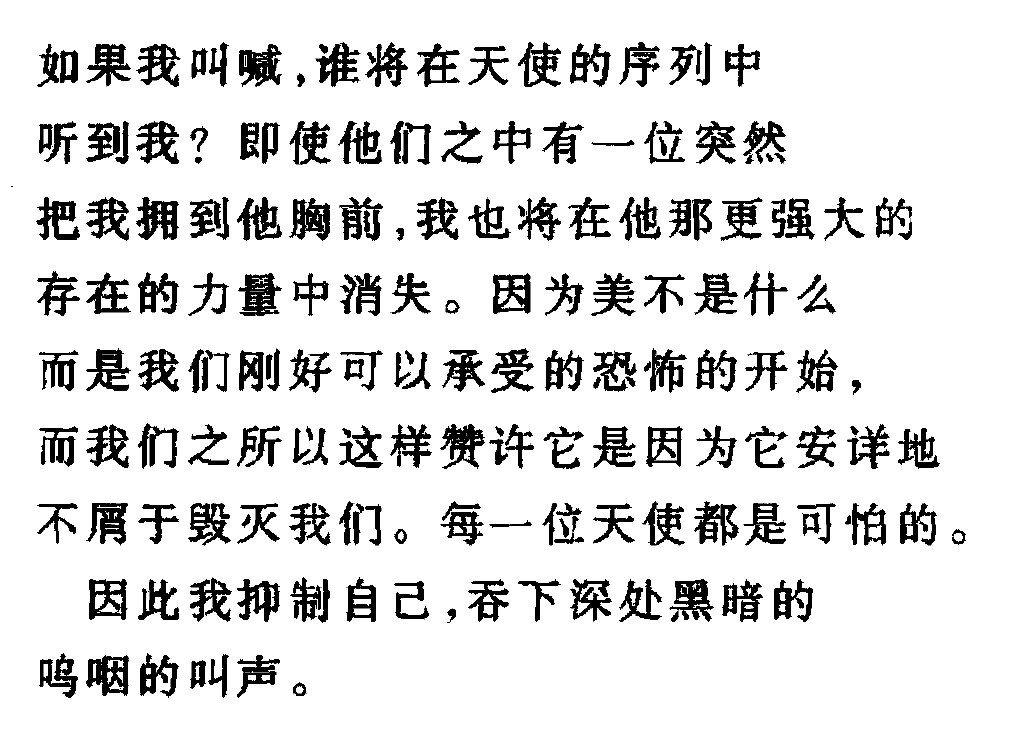 如果我叫喊,谁将在天使的序列中
听到我？即使他们之中有一位突然
把我拥到他胸前,我也将在他那更强大的
存在的力量中消失。因为美不是什么
而是我们刚好可以承受的恐怖的开始,
而我们之所以这样赞许它是因为它安详地
不屑于毁灭我们。每一位天使都是可怕的。
因此我抑制自己,吞下深处黑暗的
呜咽的叫声。